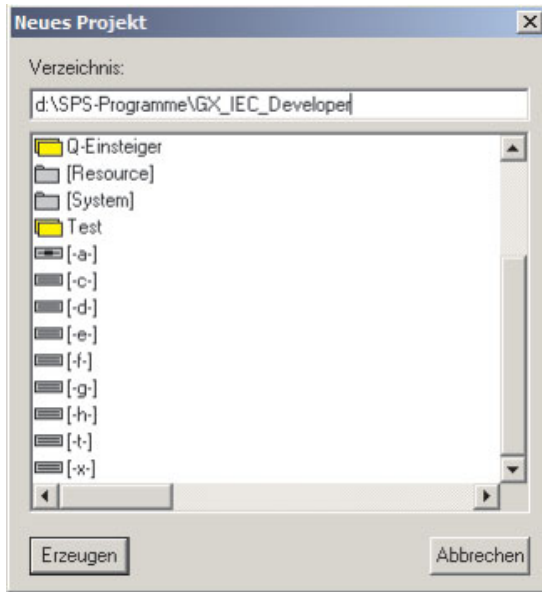 Neues Projekt
Verzeichnis:
d:\SPS-Programme\GX_IEC_Developer
Q-Einsteiger
[Resource]
[System]
Test
[-a-]
[-c-]
[-d-]
[-e-]
[-f-]
[-g-]
[-h-]
[-t-]
[-x-]
Erzeugen
Abbrechen